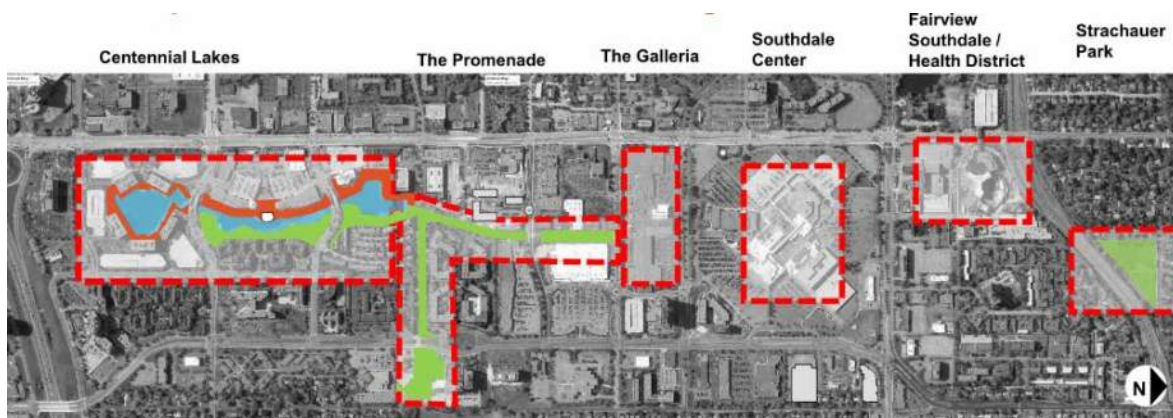 Centennial Lakes
The Promenade
The Galleria
Southdale
Center
Fairview
Southdale /
Health District
Strachauer
Park
N